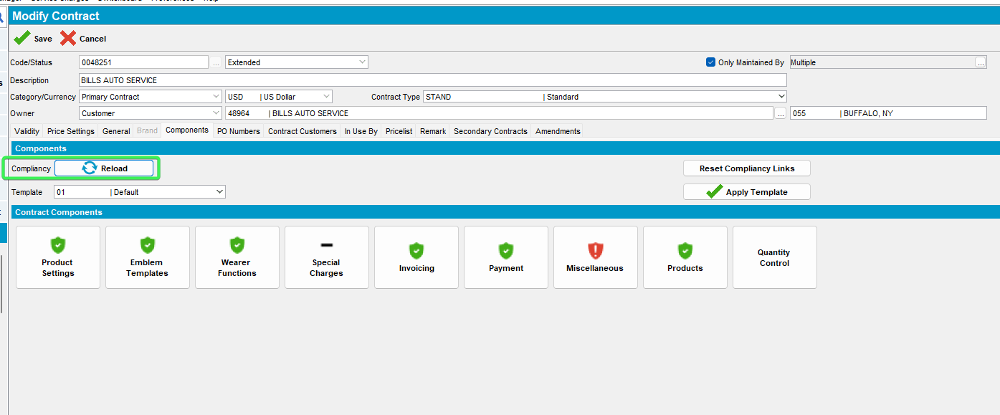 Modify Contract
Save Cancel
Code/Status 0048251 ... Extended Only Maintained By Multiple ...
Description BILLS AUTO SERVICE
Category/Currency Primary Contract USD | US Dollar Contract Type STAND | Standard
Owner Customer 48964 | BILLS AUTO SERVICE ... 055 | BUFFALO, NY
Validity Price Settings General Brand Components PO Numbers Contract Customers In Use By Pricelist Remark Secondary Contracts Amendments
Components
Compliancy Reload Reset Compliancy Links
Template 01 | Default Apply Template
Contract Components
Product Settings
Emblem Templates
Wearer Functions
Special Charges
Invoicing
Payment
Miscellaneous
Products
Quantity Control